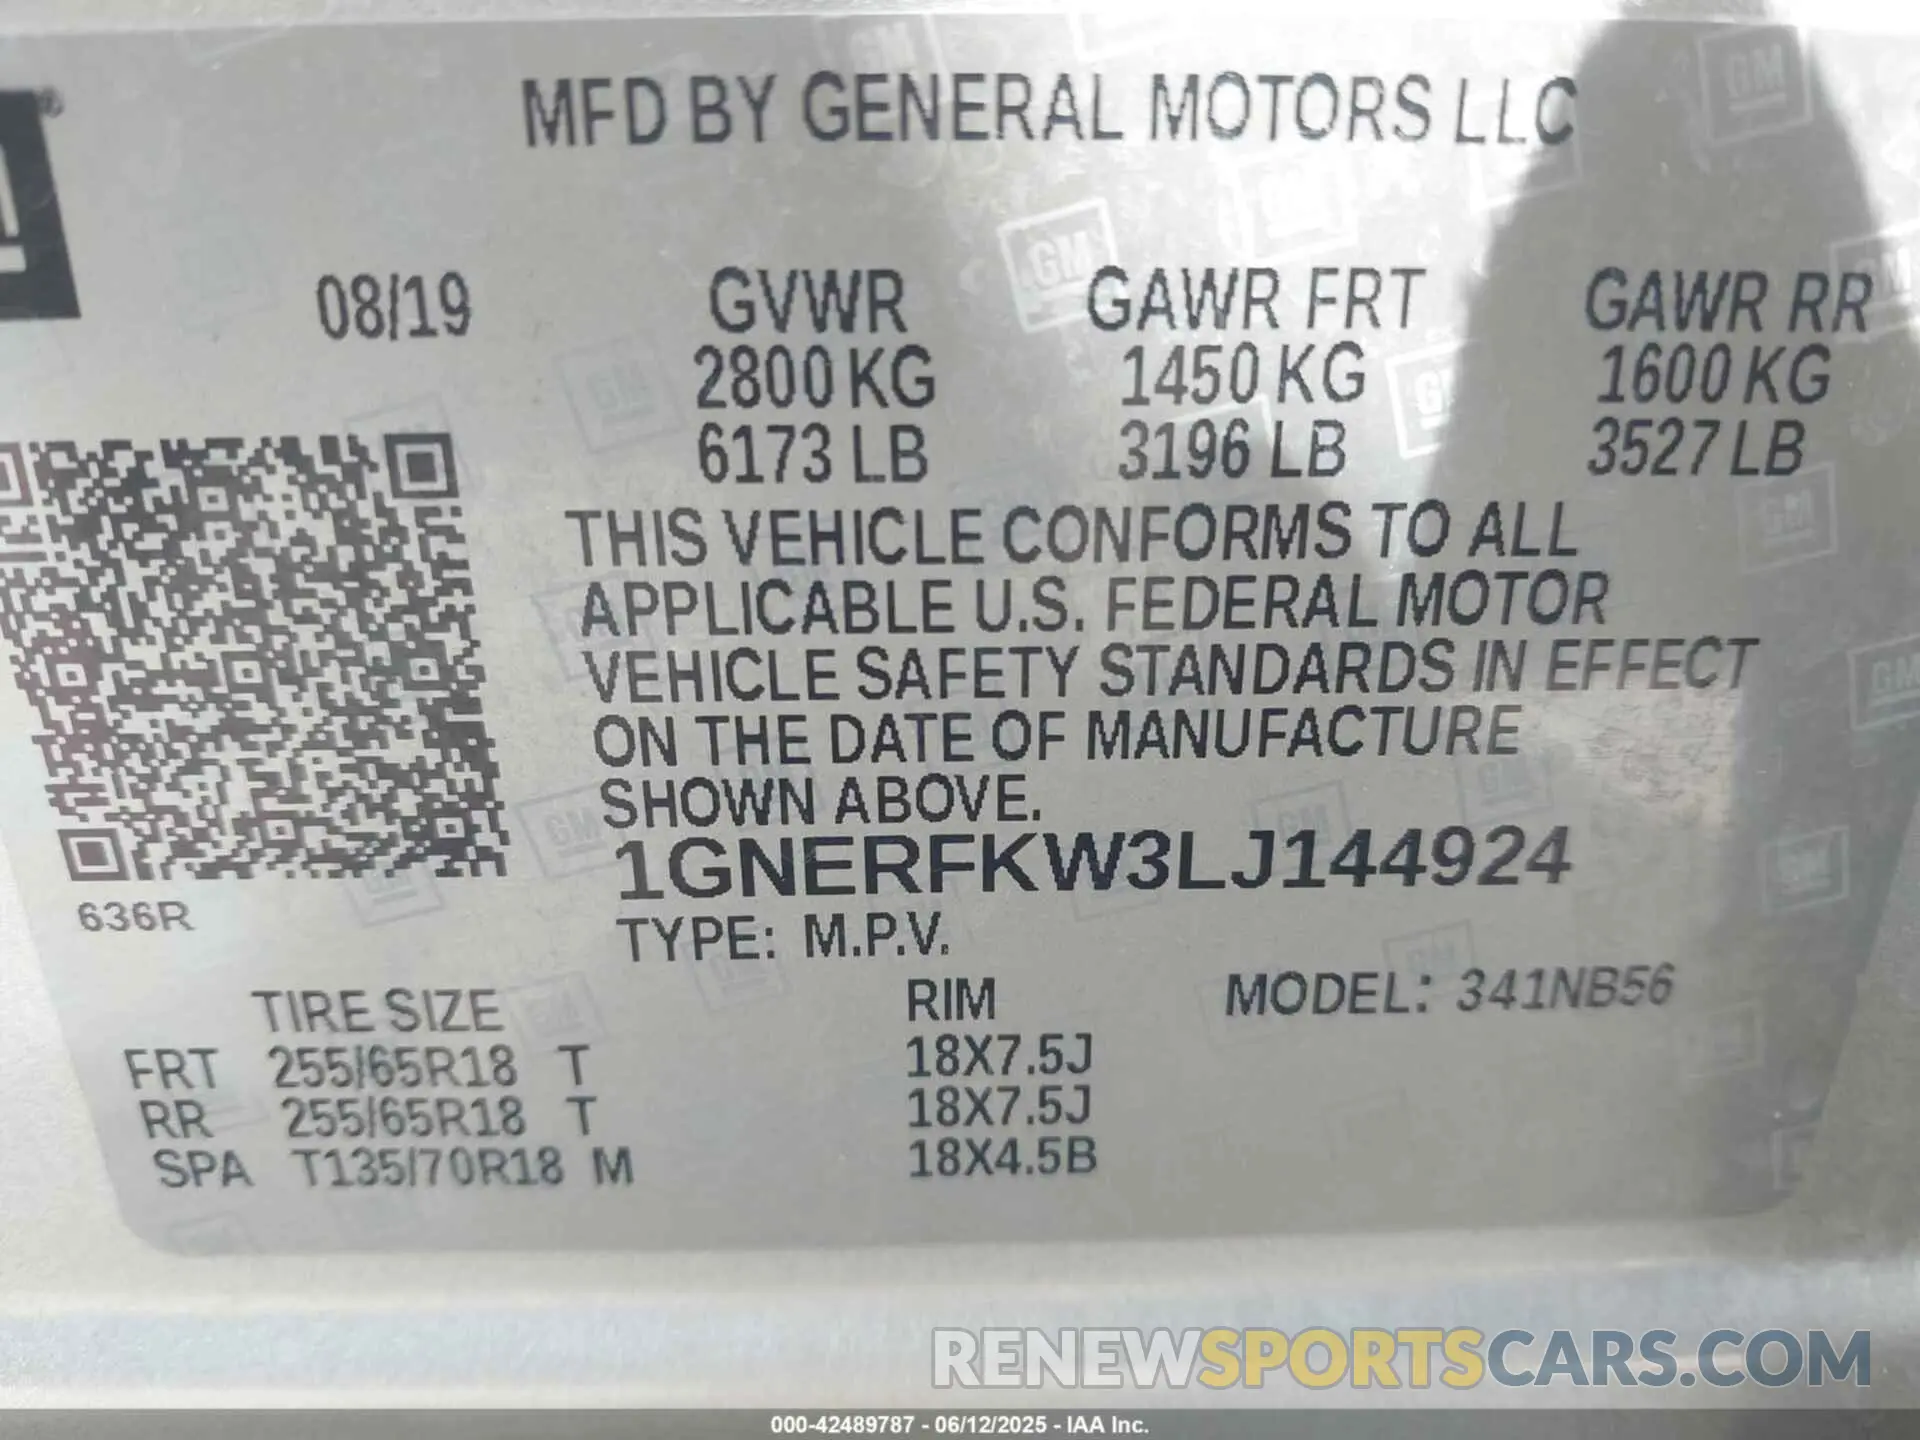 MFD BY GENERAL MOTORS LLC
08/19 GVWR GAWR FRT GAWR RR
2800 KG 1450 KG 1600 KG
6173 LB 3196 LB 3527 LB
THIS VEHICLE CONFORMS TO ALL
APPLICABLE U.S. FEDERAL MOTOR
VEHICLE SAFETY STANDARDS IN EFFECT
ON THE DATE OF MANUFACTURE
SHOWN ABOVE.
1GNERFKW3LJ144924
636R
TYPE: M.P.V.
TIRE SIZE RIM MODEL: 341NB56
FRT 255/65R18 T 18X7.5J
RR 255/65R18 T 18X7.5J
SPA T135/70R18 M 18X4.5B
RENEWSPORTSCARS.COM
000-42489787 - 06/12/2025 - IAA Inc.